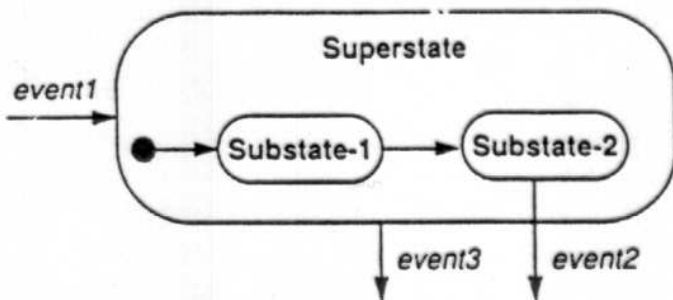 Superstate
event1
Substate-1
Substate-2
event3
event2